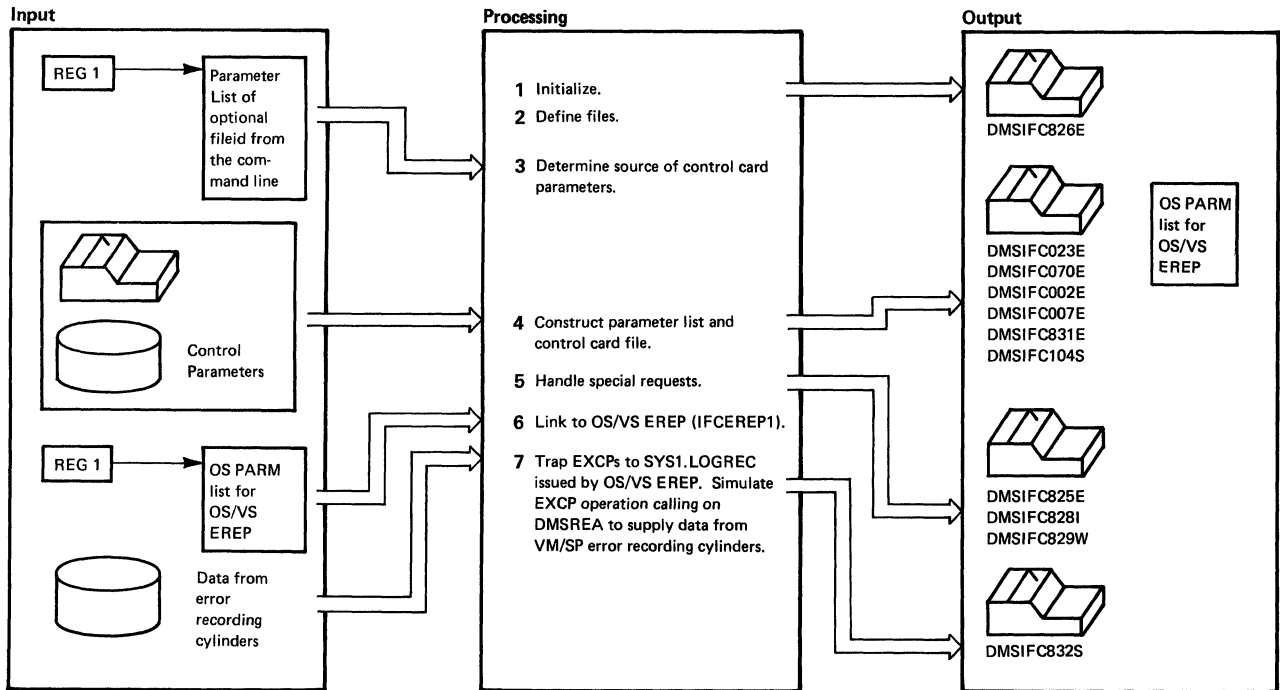 Input
REG 1
Parameter
List of
optional
fileid from
the com-
mand line
Control
Parameters
REG 1
OS PARM
list for
OS/VS
EREP
Data from
error
recording
cylinders
Processing
1 Initialize.
2 Define files.
3 Determine source of control card
parameters.
4 Construct parameter list and
control card file.
5 Handle special requests.
6 Link to OS/VS EREP (IFCEREP1).
7 Trap EXCPs to SYS1.LOGREC
issued by OS/VS EREP. Simulate
EXCP operation calling on
DMSREA to supply data from
VM/SP error recording cylinders.
Output
DMSIFC826E
DMSIFC023E
DMSIFC070E
DMSIFC002E
DMSIFC007E
DMSIFC831E
DMSIFC104S
OS PARM
list for
OS/VS
EREP
DMSIFC825E
DMSIFC828I
DMSIFC829W
DMSIFC832S